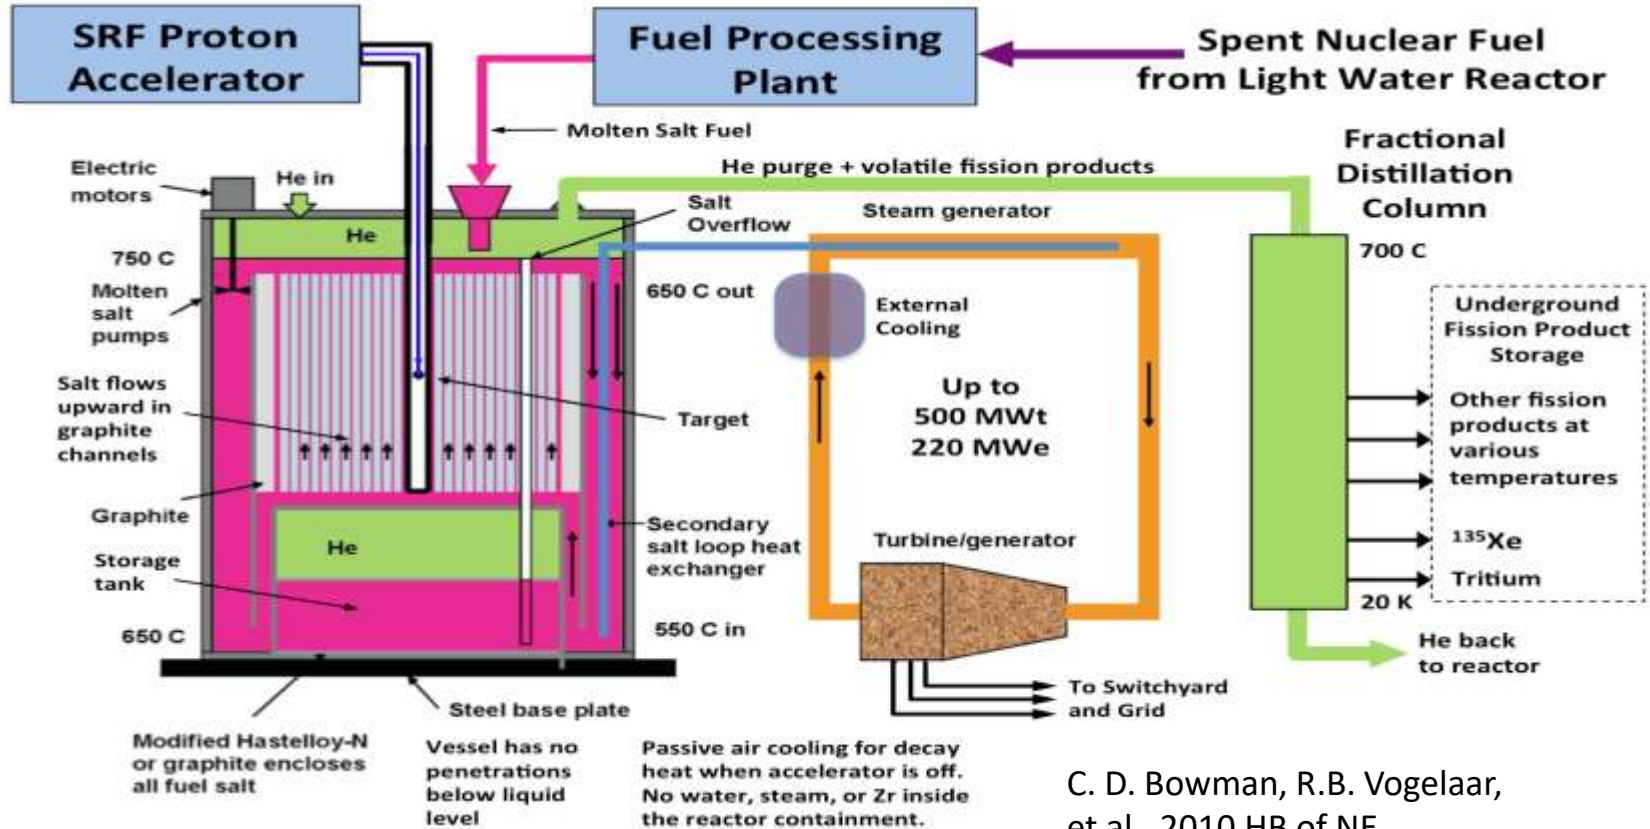 SRF Proton
Accelerator
Fuel Processing
Plant
Spent Nuclear Fuel
from Light Water Reactor
Molten Salt Fuel
Electric
motors
He in
He purge + volatile fission products
Fractional
Distillation
Column
Salt
Overflow
Steam generator
He
750 C
700 C
Molten
salt
pumps
650 C out
External
Cooling
Underground
Fission Product
Storage
Salt flows
upward in
graphite
channels
Target
Up to
500 MWt
220 MWe
Other fission
products at
various
temperatures
Graphite
He
Storage
tank
Secondary
salt loop heat
exchanger
Turbine/generator
135Xe
Tritium
20 K
650 C
550 C in
He back
to reactor
To Switchyard
and Grid
Steel base plate
Modified Hastelloy-N
or graphite encloses
all fuel salt
Vessel has no
penetrations
below liquid
level
Passive air cooling for decay
heat when accelerator is off.
No water, steam, or Zr inside
the reactor containment.
C. D. Bowman, R.B. Vogelaar,
et al., 2010 HB of NE